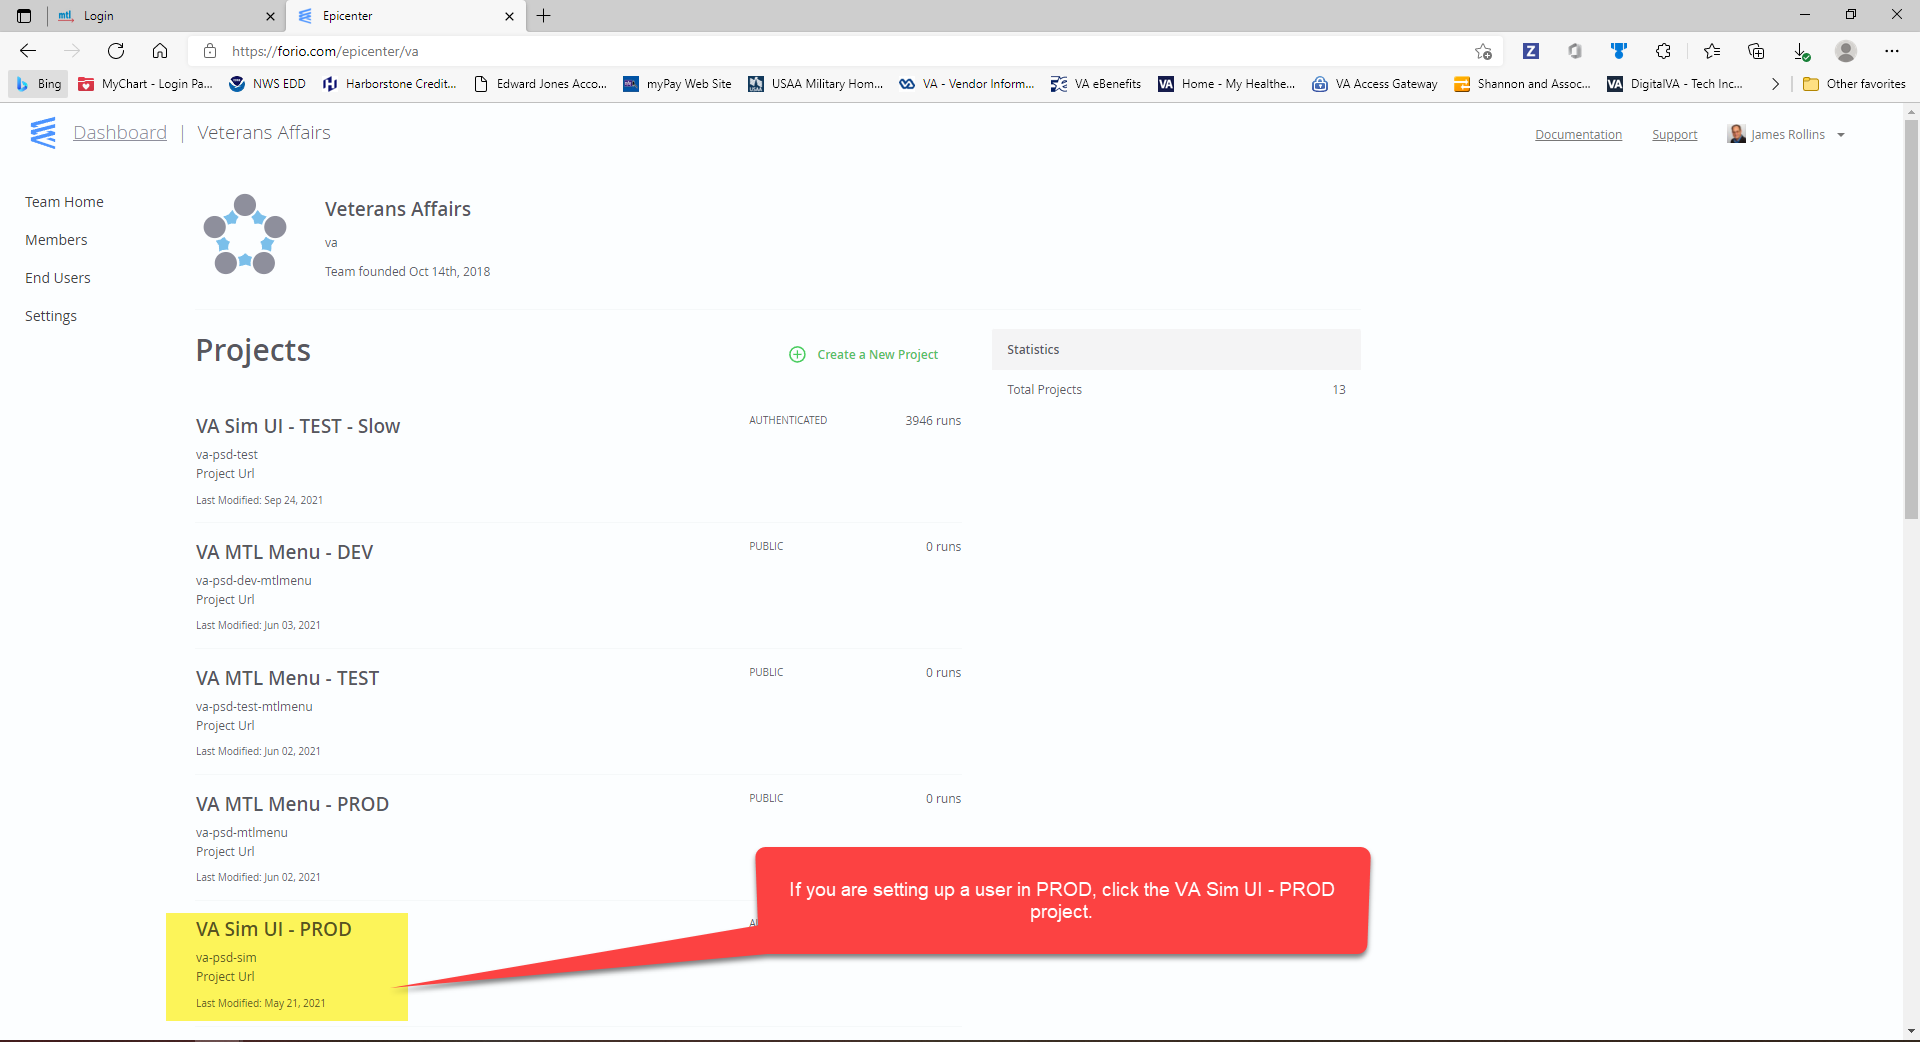 mtl Login
Epicenter
https://forio.com/epicenter/va
Bing
MyChart - Login Pa...
NWS EDD
Harborstone Credit...
Edward Jones Acco...
myPay Web Site
USAA Military Hom...
VA - Vendor Inform...
VA eBenefits
VA Home - My Healthe...
VA Access Gateway
Shannon and Assoc...
VA DigitalVA - Tech Inc...
Other favorites
Dashboard | Veterans Affairs
Documentation
Support
James Rollins
Team Home
Members
End Users
Settings
Veterans Affairs
va
Team founded Oct 14th, 2018
Projects
Create a New Project
Statistics
Total Projects 13
VA Sim UI - TEST - Slow
AUTHENTICATED
3946 runs
va-psd-test
Project Url
Last Modified: Sep 24, 2021
VA MTL Menu - DEV
PUBLIC
0 runs
va-psd-dev-mtlmenu
Project Url
Last Modified: Jun 03, 2021
VA MTL Menu - TEST
PUBLIC
0 runs
va-psd-test-mtlmenu
Project Url
Last Modified: Jun 02, 2021
VA MTL Menu - PROD
PUBLIC
0 runs
va-psd-mtlmenu
Project Url
Last Modified: Jun 02, 2021
If you are setting up a user in PROD, click the VA Sim UI - PROD
project.
VA Sim UI - PROD
va-psd-sim
Project Url
Last Modified: May 21, 2021